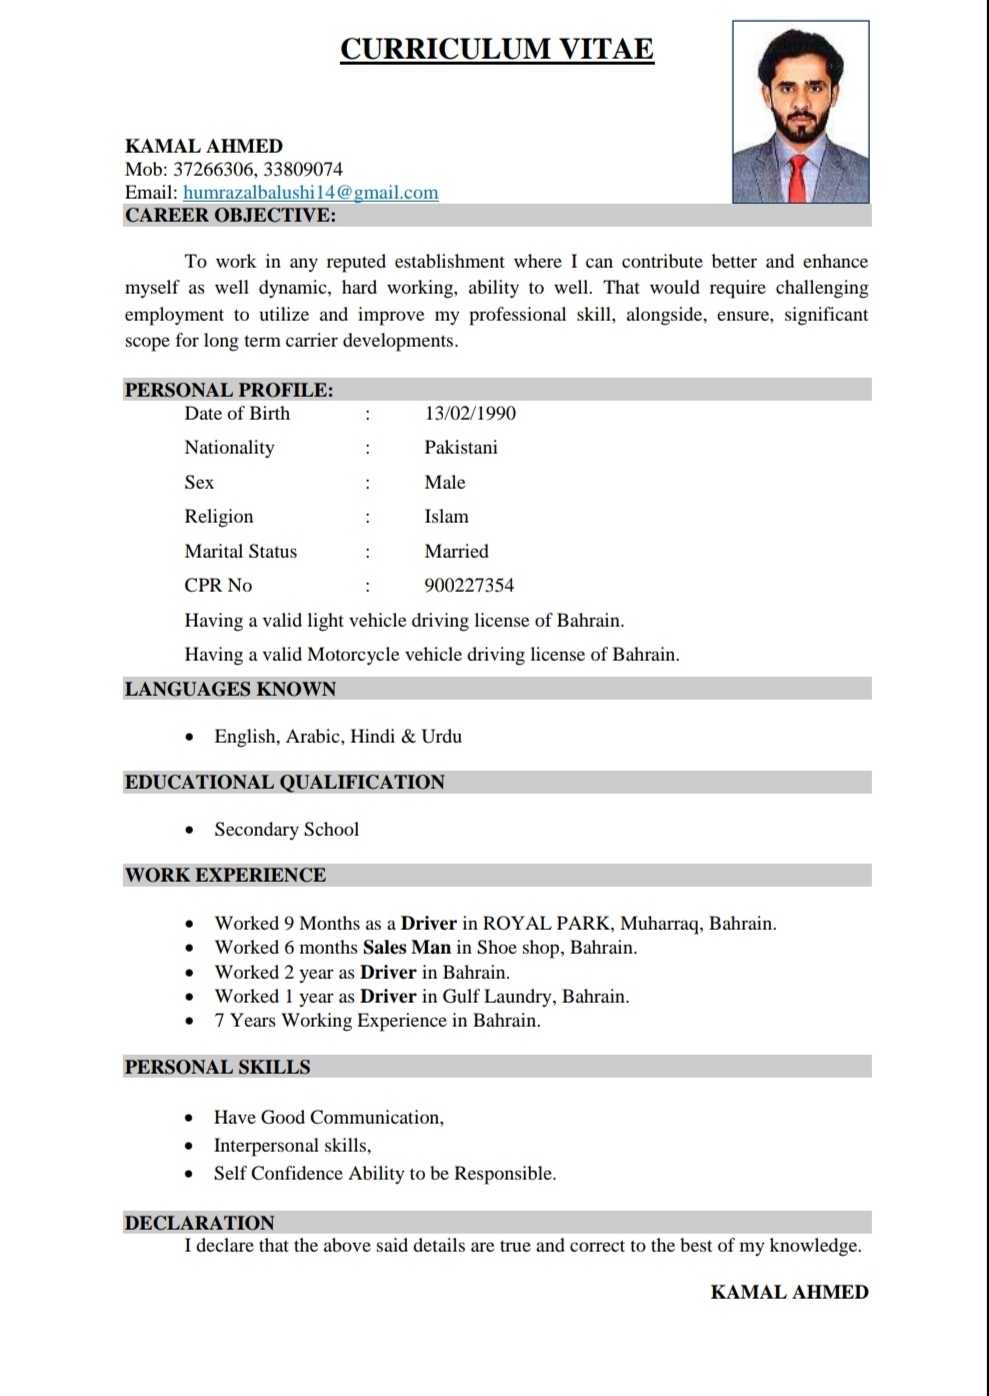 CURRICULUM VITAE
KAMAL AHMED
Mob: 37266306, 33809074
Email: humrazalbalushi14@gmail.com
CAREER OBJECTIVE:
To work in any reputed establishment where I can contribute better and enhance
myself as well dynamic, hard working, ability to well. That would require challenging
employment to utilize and improve my professional skill, alongside, ensure, significant
scope for long term carrier developments.
PERSONAL PROFILE:
Date of Birth : 13/02/1990
Nationality : Pakistani
Sex : Male
Religion : Islam
Marital Status : Married
CPR No : 900227354
Having a valid light vehicle driving license of Bahrain.
Having a valid Motorcycle vehicle driving license of Bahrain.
LANGUAGES KNOWN
• English, Arabic, Hindi & Urdu
EDUCATIONAL QUALIFICATION
• Secondary School
WORK EXPERIENCE
• Worked 9 Months as a Driver in ROYAL PARK, Muharraq, Bahrain.
• Worked 6 months Sales Man in Shoe shop, Bahrain.
• Worked 2 year as Driver in Bahrain.
• Worked 1 year as Driver in Gulf Laundry, Bahrain.
• 7 Years Working Experience in Bahrain.
PERSONAL SKILLS
• Have Good Communication,
• Interpersonal skills,
• Self Confidence Ability to be Responsible.
DECLARATION
I declare that the above said details are true and correct to the best of my knowledge.
KAMAL AHMED